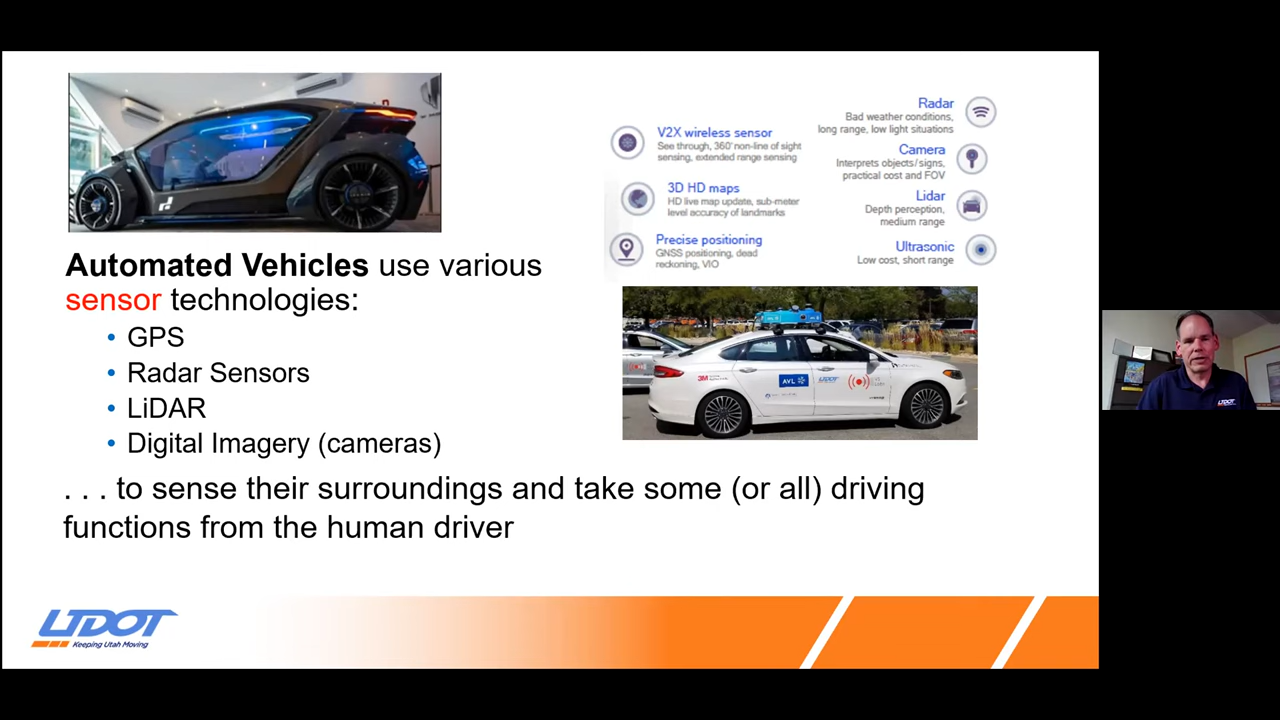 Automated Vehicles use various
sensor technologies:
• GPS
• Radar Sensors
• LiDAR
• Digital Imagery (cameras)
. . . to sense their surroundings and take some (or all) driving
functions from the human driver
V2X wireless sensor
See through, 360° non-line of sight
sensing, extended range sensing
3D HD maps
HD live map update, sub-meter
level accuracy of landmarks
Precise positioning
GNSS positioning, dead
reckoning, VIO
Radar
Bad weather conditions,
long range, low light situations
Camera
Interprets objects/signs,
practical cost and FOV
Lidar
Depth perception,
medium range
Ultrasonic
Low cost, short range
3M
AVL
UDOT
UDOT
Keeping Utah Moving
UDOT